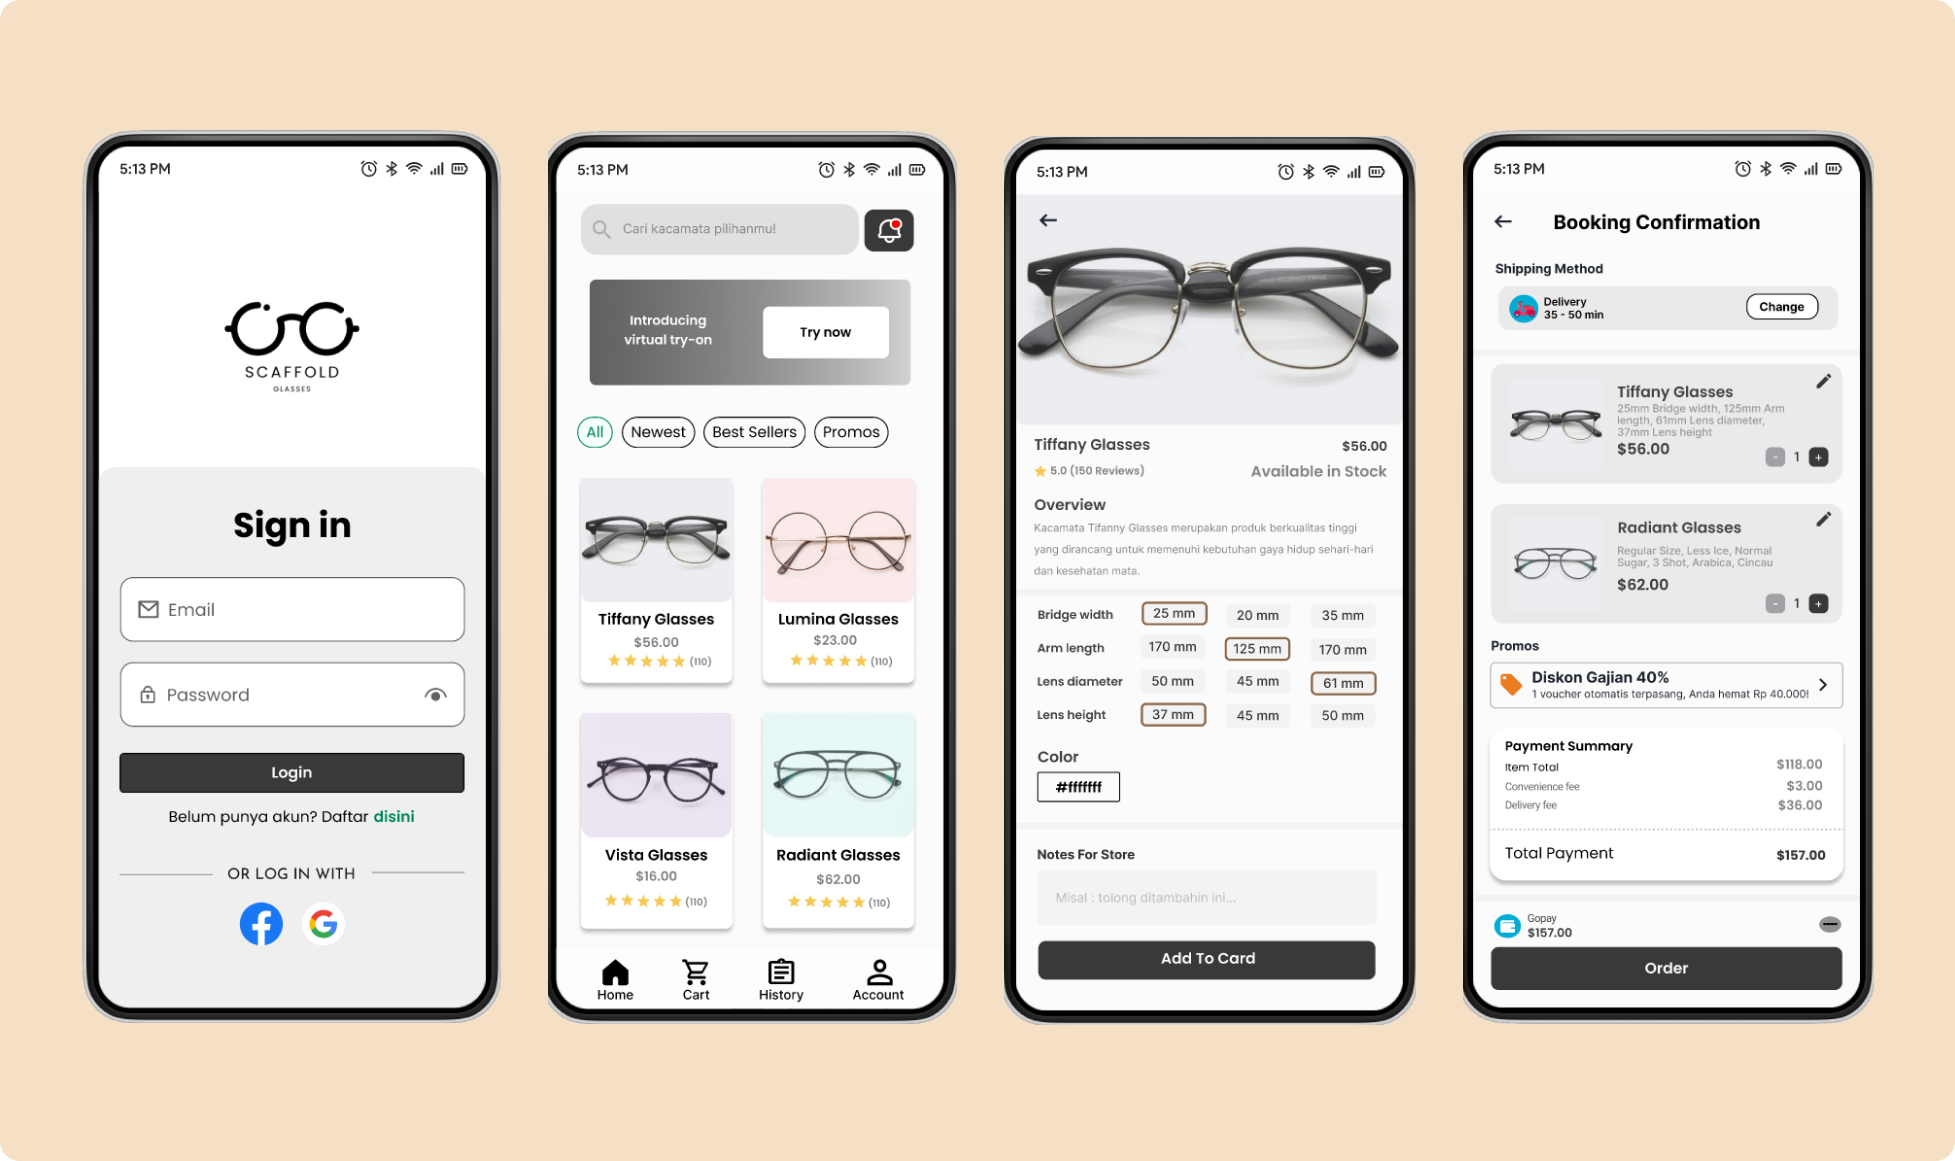 5:13 PM
SCAFFOLD
GLASSES
Sign in
Email
Password
Login
Belum punya akun? Daftar disini
OR LOG IN WITH
5:13 PM
Cari kacamata pilihanmu!
Introducing
virtual try-on
Try now
All
Newest
Best Sellers
Promos
Tiffany Glasses
$56.00
(110)
Lumina Glasses
$23.00
(110)
Vista Glasses
$16.00
(110)
Radiant Glasses
$62.00
(110)
Home
Cart
History
Account
5:13 PM
Tiffany Glasses
$56.00
5.0 (150 Reviews)
Available in Stock
Overview
Kacamata Tifanny Glasses merupakan produk berkualitas tinggi
yang dirancang untuk memenuhi kebutuhan gaya hidup sehari-hari
dan kesehatan mata.
Bridge width 25 mm 20 mm 35 mm
Arm length 170 mm 125 mm 170 mm
Lens diameter 50 mm 45 mm 61 mm
Lens height 37 mm 45 mm 50 mm
Color
#ffffff
Notes For Store
Misal : tolong ditambahin ini...
Add To Card
5:13 PM
Booking Confirmation
Shipping Method
Delivery
35 - 50 min
Change
Tiffany Glasses
25mm Bridge width, 125mm Arm
length, 61mm Lens diameter,
37mm Lens height
$56.00
- 1 +
Radiant Glasses
Regular Size, Less Ice, Normal
Sugar, 3 Shot, Arabica, Cincau
$62.00
- 1 +
Promos
Diskon Gajian 40%
1 voucher otomatis terpasang, Anda hemat Rp 40.000!
Payment Summary
Item Total $118.00
Convenience fee $3.00
Delivery fee $36.00
Total Payment $157.00
Gopay
$157.00
Order